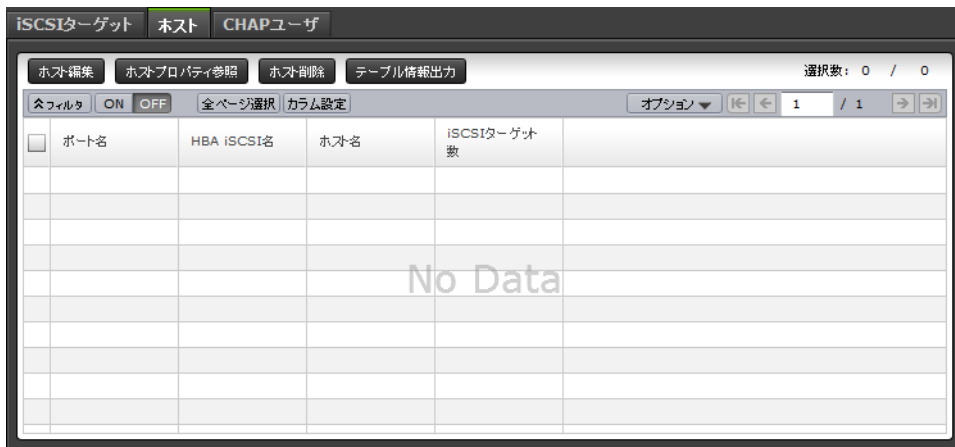 iSCSIターゲット ホスト CHAPユーザ
ホスト編集 ホストプロパティ参照 ホスト削除 テーブル情報出力 選択数: 0 / 0
フィルタ ON OFF 全ページ選択 カラム設定 オプション 1 / 1
ポート名 HBA iSCSI名 ホスト名 iSCSIターゲット
数
No Data